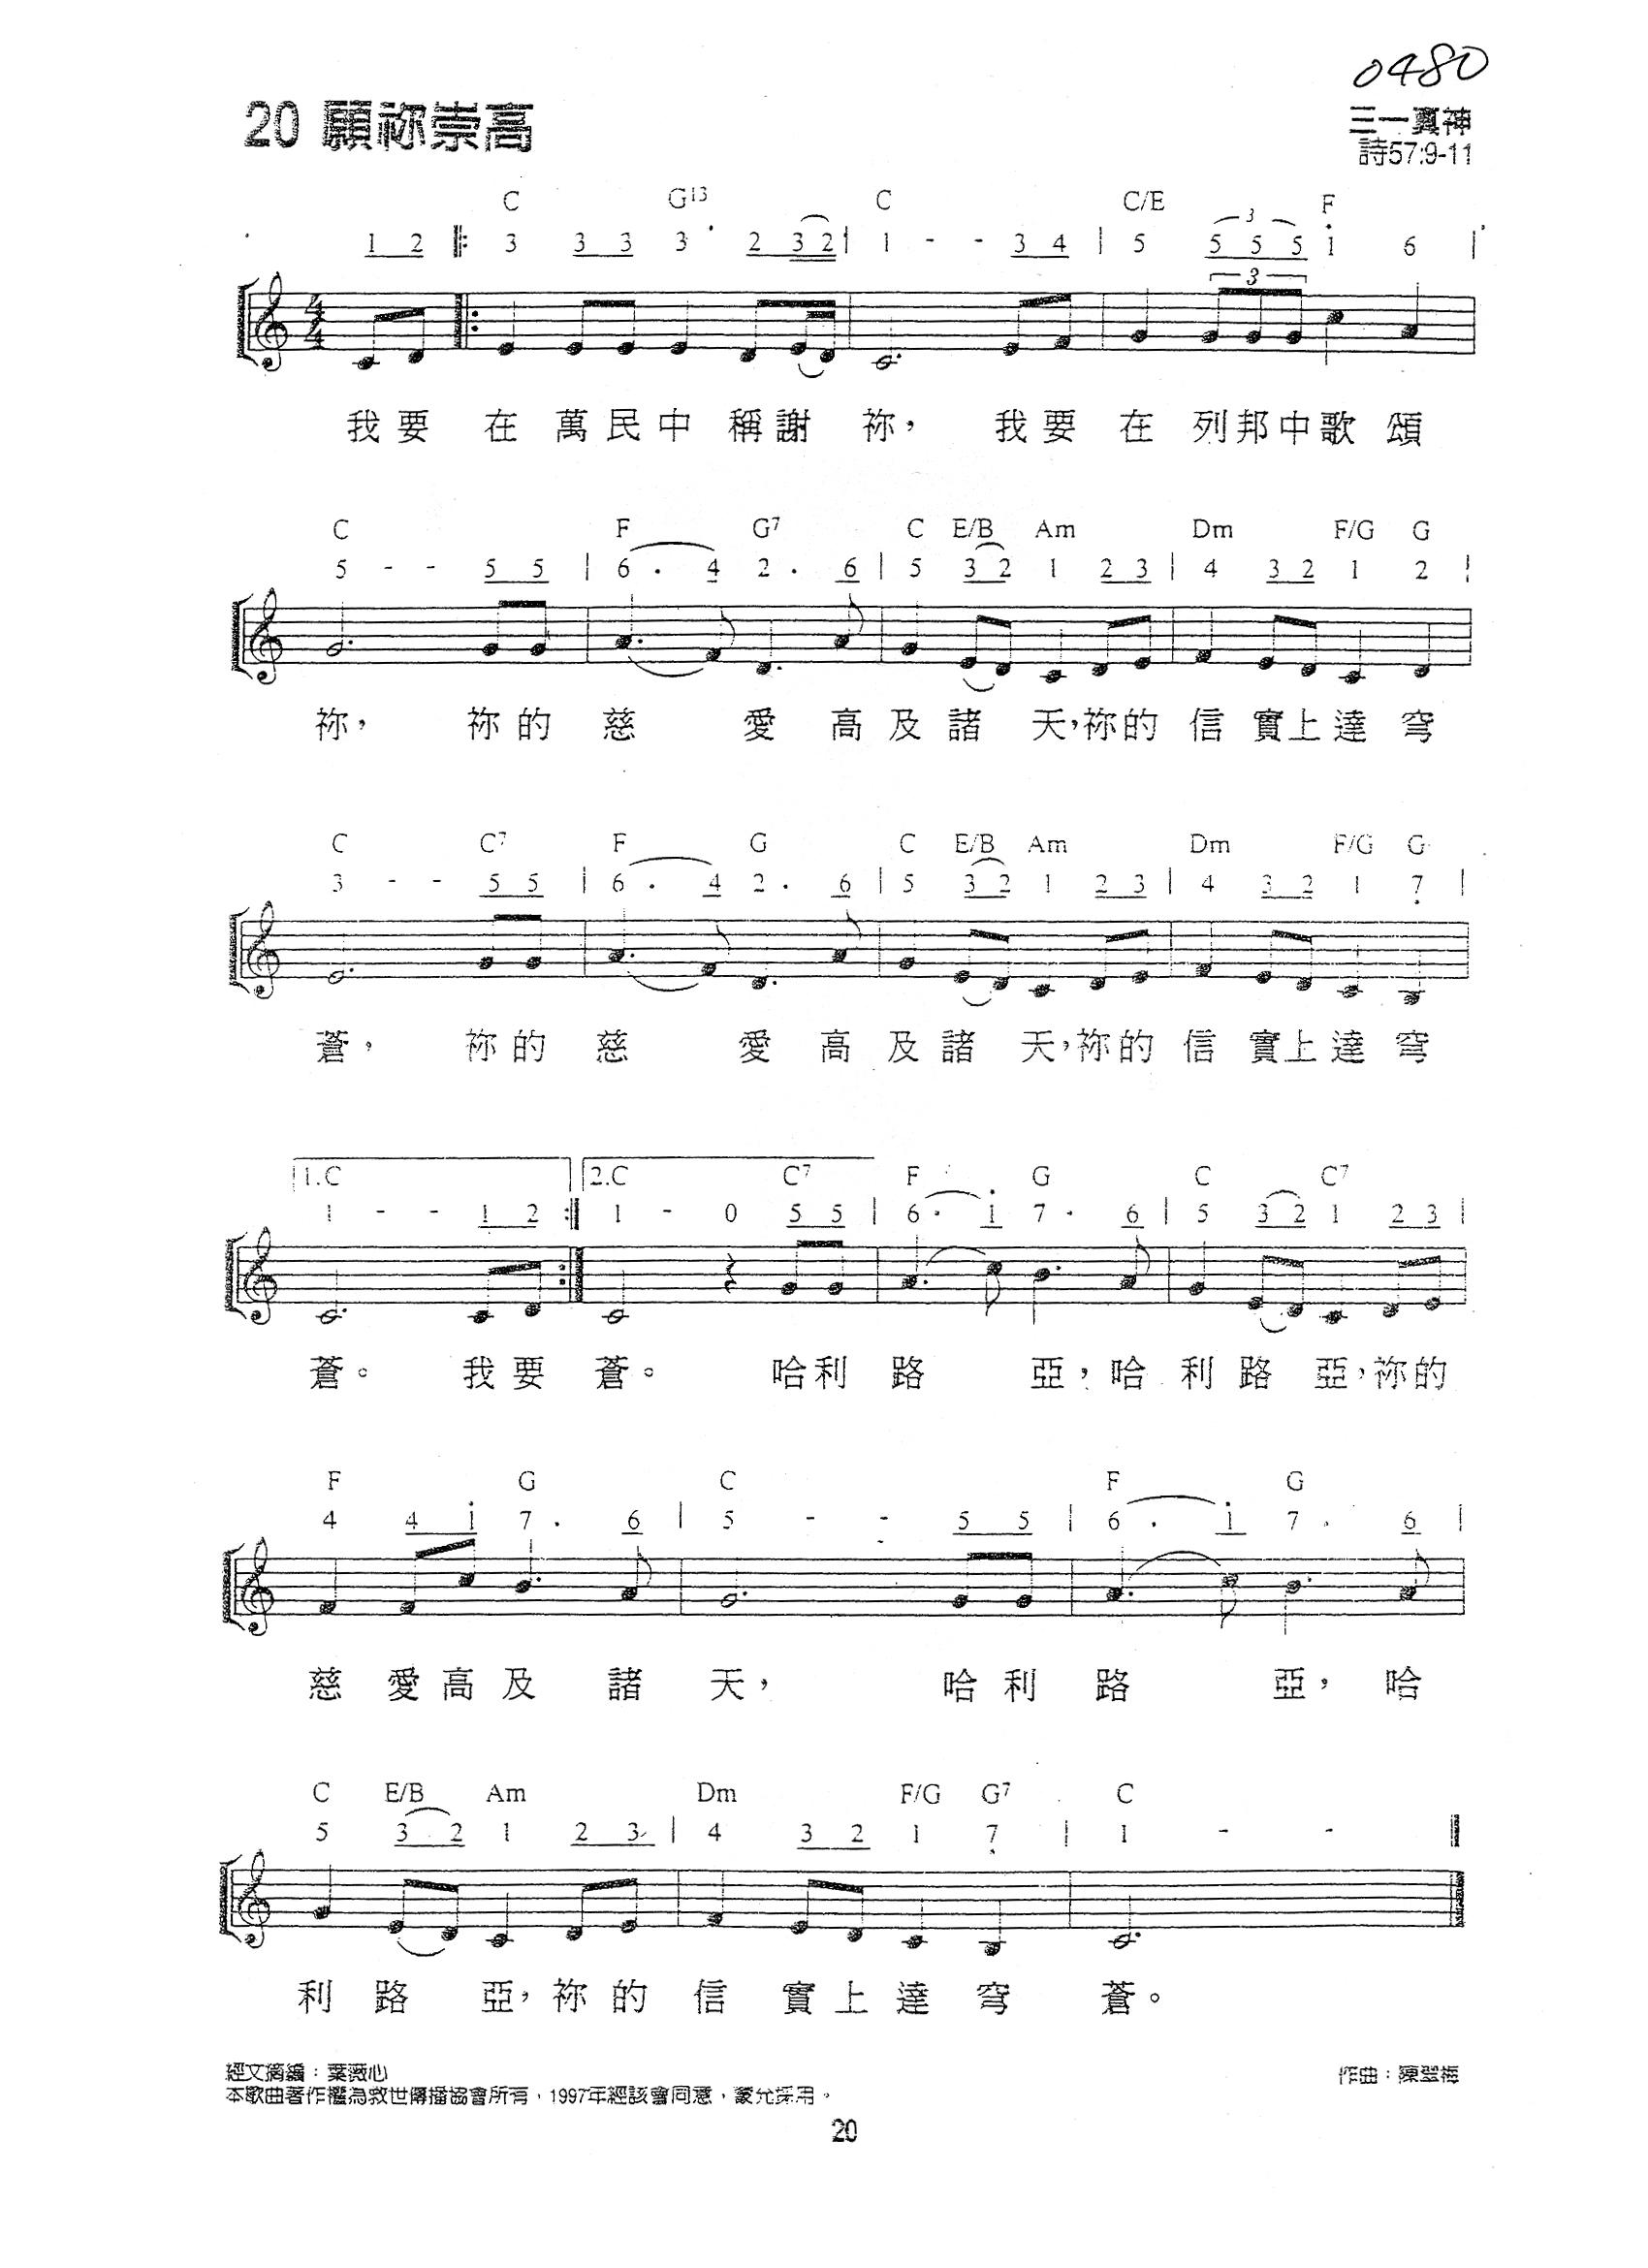 0480
20 願祢崇高
三一真神
詩57:9-11
C G13 C C/E F
1 2 3 3 3 3 · 2 3 2 | 1 - - 3 4 | 5 5 5 5 1 6 |
我要 在 萬民中 稱謝 祢, 我要 在 列邦中歌 頌
C F G7 C E/B Am Dm F/G G
5 - - 5 5 | 6 . 4 2 . 6 | 5 3 2 1 2 3 | 4 3 2 1 2 |
祢, 祢的 慈 愛 高 及 諸 天,祢的 信 實上達 穹
C C7 F G C E/B Am Dm F/G G
3 - - 5 5 | 6 . 4 2 . 6 | 5 3 2 1 2 3 | 4 3 2 1 7 |
蒼, 祢的 慈 愛 高 及 諸 天,祢的 信 實上達 穹
1.C 2.C C7 F G C C7
1 - - 1 2 :| 1 - 0 5 5 | 6 . 1 7 . 6 | 5 3 2 1 2 3 |
蒼。 我要 蒼。 哈利 路 亞,哈 利 路 亞,祢的
F G C F G
4 4 1 7 . 6 | 5 - - 5 5 | 6 . 1 7 . 6 |
慈 愛高及 諸 天, 哈利 路 亞, 哈
C E/B Am Dm F/G G7 C
5 3 2 1 2 3 | 4 3 2 1 7 | 1 - -
利 路 亞,祢的 信 實上達 穹 蒼。
經文摘編:葉薇心
作曲:陳翠梅
本歌曲著作權為救世傳播協會所有,1997年經該會同意,蒙允採用。
20